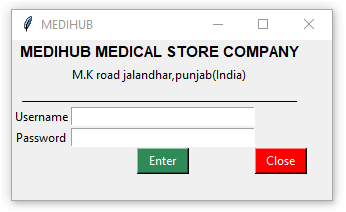 MEDIHUB
MEDIHUB MEDICAL STORE COMPANY
M.K road jalandhar,punjab(India)
Username
Password
Enter Close